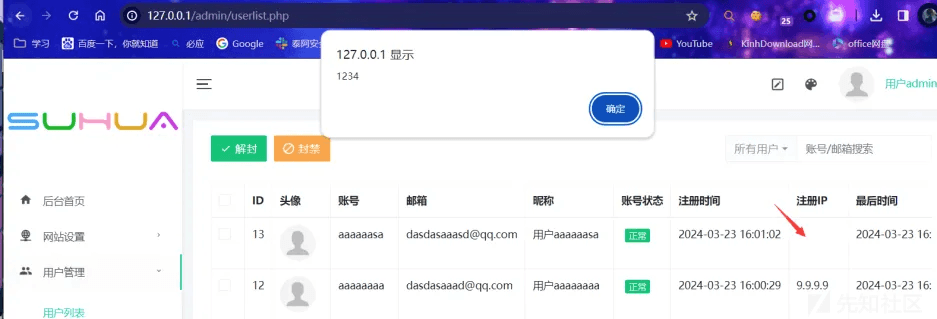 127.0.0.1/admin/userlist.php
25
学习
百度一下，你就知道
必应
Google
泰阿安全
YouTube
KinhDownload网...
office网盘
127.0.0.1 显示
1234
确定
用户admin
SUHUA
解封
封禁
所有用户
账号/邮箱搜索
后台首页
网站设置
用户管理
用户列表
ID 头像 账号 邮箱 昵称 账号状态 注册时间 注册IP 最后时间
13 aaaaaasa dasdasaaasd@qq.com 用户aaaaaasa 正常 2024-03-23 16:01:02 2024-03-23 16:
12 aaaaaaaa dasdasaaad@qq.com 用户aaaaaaaa 正常 2024-03-23 16:00:29 9.9.9.9 2024-03-23 16:
先知社区